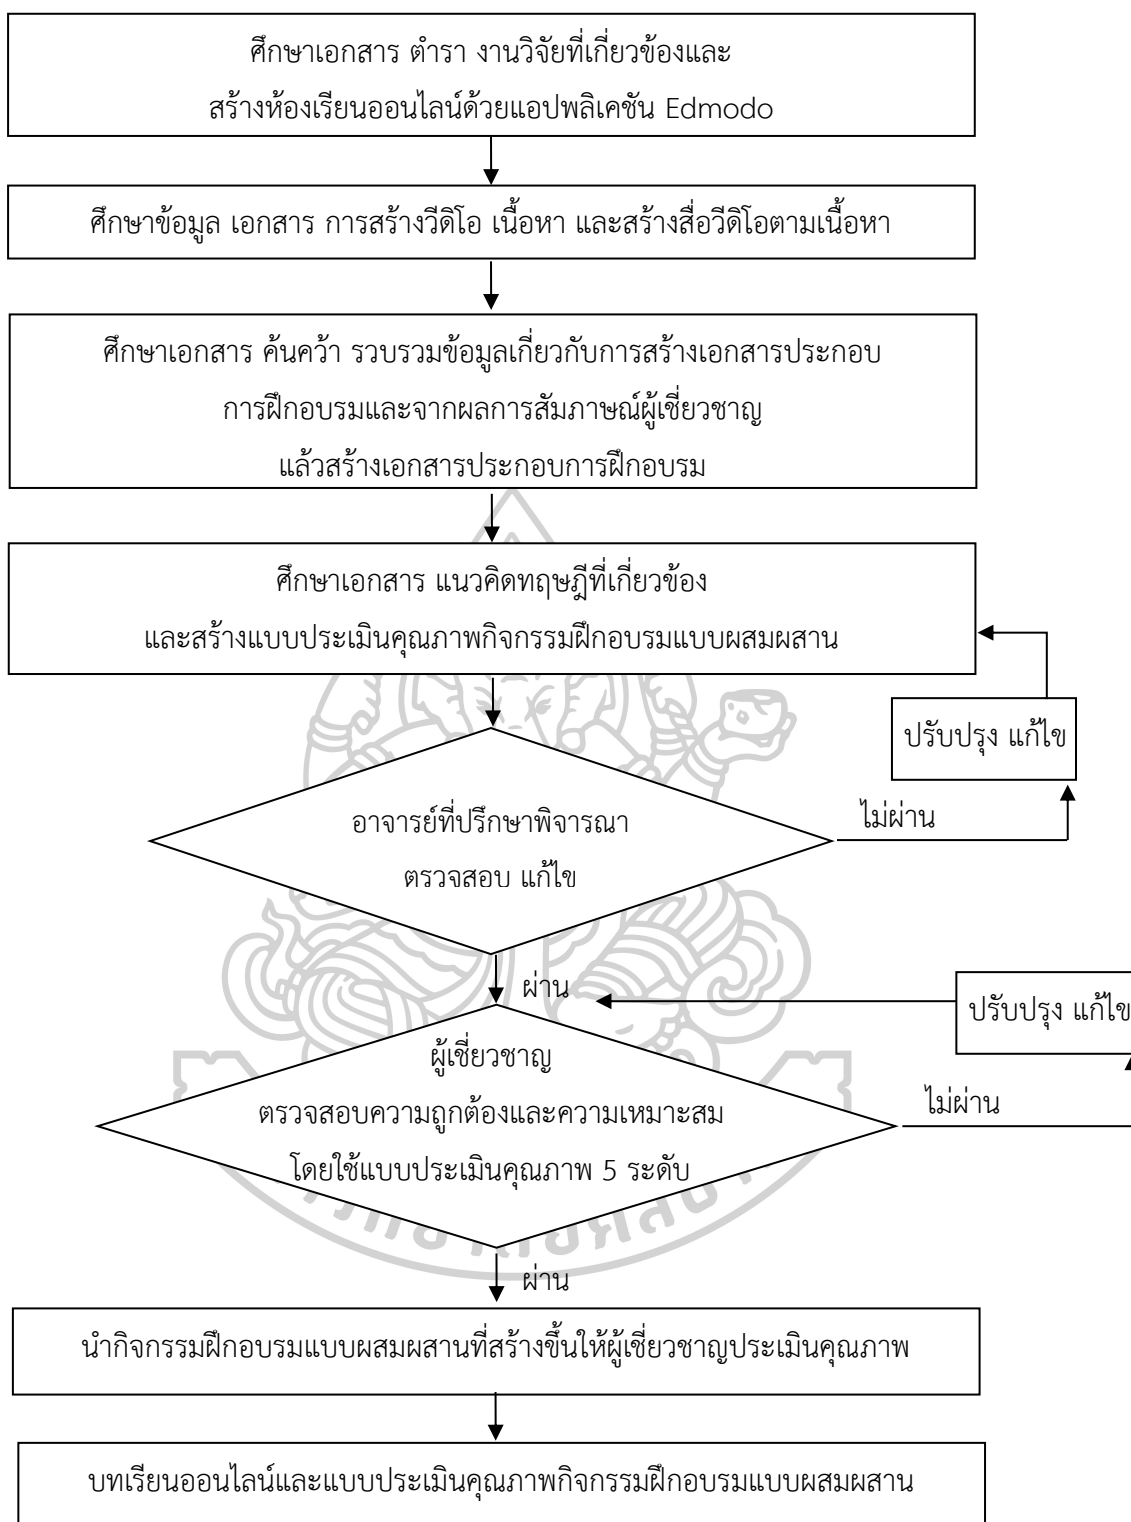 ศึกษาเอกสาร ตำรา งานวิจัยที่เกี่ยวข้องและ
สร้างห้องเรียนออนไลน์ด้วยแอปพลิเคชัน Edmodo
ศึกษาข้อมูล เอกสาร การสร้างวีดิโอ เนื้อหา และสร้างสื่อวีดิโอตามเนื้อหา
ศึกษาเอกสาร ค้นคว้า รวบรวมข้อมูลเกี่ยวกับการสร้างเอกสารประกอบ
การฝึกอบรมและจากผลการสัมภาษณ์ผู้เชี่ยวชาญ
แล้วสร้างเอกสารประกอบการฝึกอบรม
ศึกษาเอกสาร แนวคิดทฤษฎีที่เกี่ยวข้อง
และสร้างแบบประเมินคุณภาพกิจกรรมฝึกอบรมแบบผสมผสาน
ปรับปรุง แก้ไข
ไม่ผ่าน
อาจารย์ที่ปรึกษาพิจารณา
ตรวจสอบ แก้ไข
ผ่าน
ปรับปรุง แก้ไข
ไม่ผ่าน
ผู้เชี่ยวชาญ
ตรวจสอบความถูกต้องและความเหมาะสม
โดยใช้แบบประเมินคุณภาพ 5 ระดับ
ผ่าน
นำกิจกรรมฝึกอบรมแบบผสมผสานที่สร้างขึ้นให้ผู้เชี่ยวชาญประเมินคุณภาพ
บทเรียนออนไลน์และแบบประเมินคุณภาพกิจกรรมฝึกอบรมแบบผสมผสาน